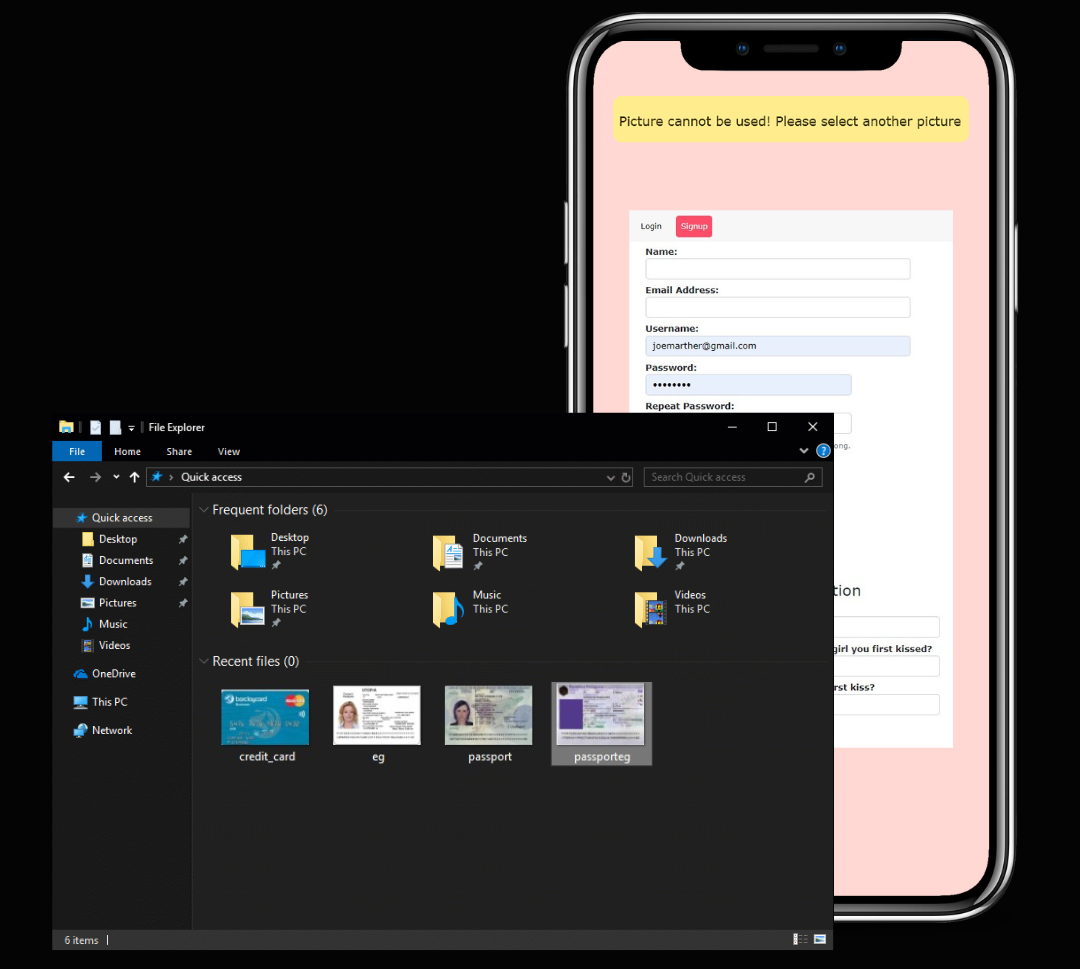 Picture cannot be used! Please select another picture
Login Signup
Name:
Email Address:
Username:
joemarther@gmail.com
Password:
••••••••
Repeat Password:
ong.
tion
girl you first kissed?
rst kiss?
File Explorer
File Home Share View
Quick access Search Quick access
Quick access
Desktop
Documents
Downloads
Pictures
Music
Videos
OneDrive
This PC
Network
Frequent folders (6)
Desktop
This PC
Documents
This PC
Downloads
This PC
Pictures
This PC
Music
This PC
Videos
This PC
Recent files (0)
barclaycard
UTOPIA
credit_card
eg
passport
passporteg
6 items